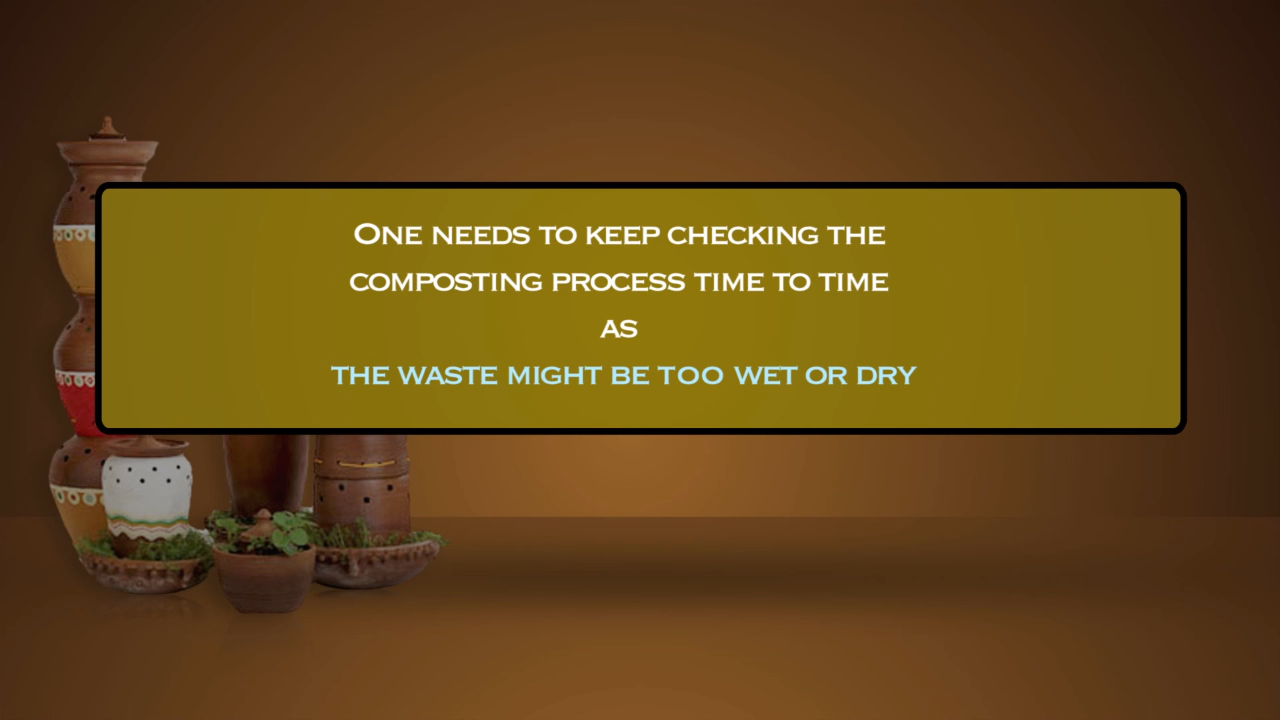 One needs to keep checking the
composting process time to time
as
the waste might be too wet or dry